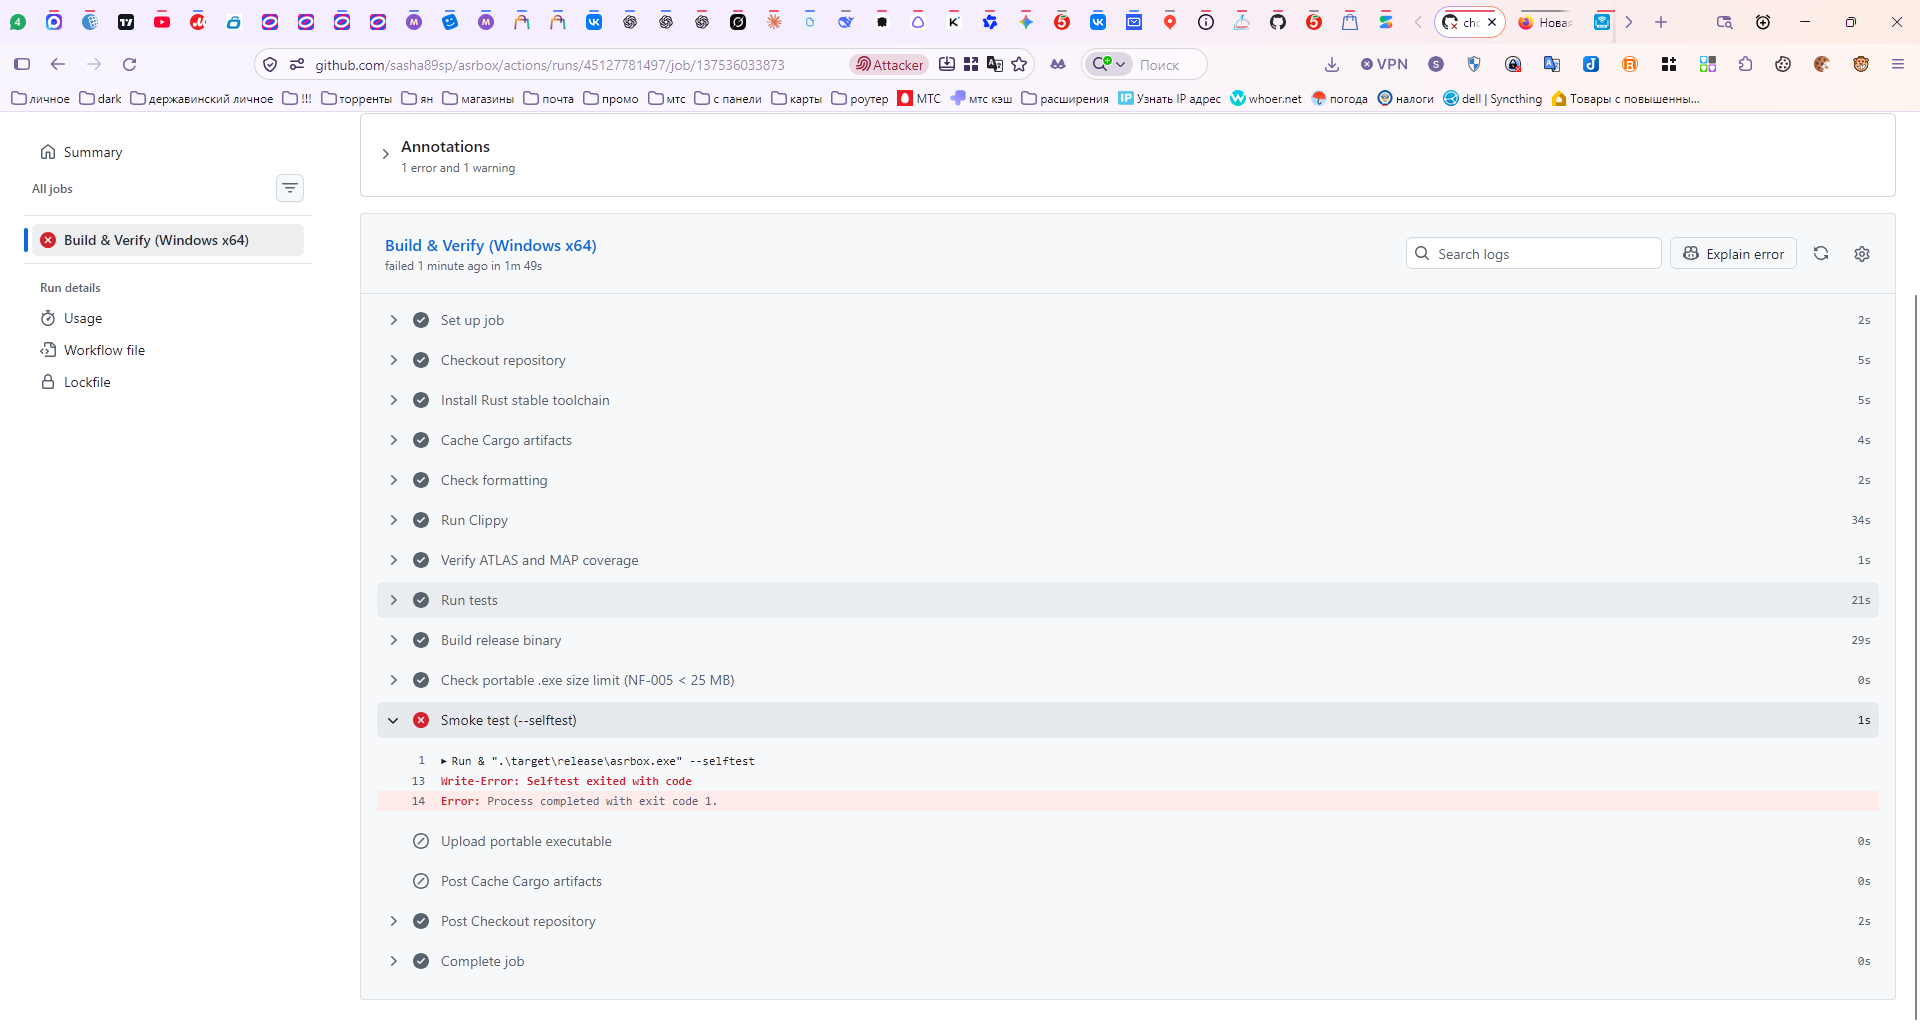 cho
Новая
github.com/sasha89sp/asrbox/actions/runs/45127781497/job/137536033873
Attacker
Поиск
VPN
личное
dark
державинский личное
!!!
торренты
ян
магазины
почта
промо
мтс
с панели
карты
роутер
МТС
мтс кэш
расширения
IP Узнать IP адрес
whoer.net
погода
налоги
dell | Syncthing
Товары с повышенны...
Summary
All jobs
Build & Verify (Windows x64)
Run details
Usage
Workflow file
Lockfile
Annotations
1 error and 1 warning
Build & Verify (Windows x64)
failed 1 minute ago in 1m 49s
Search logs
Explain error
Set up job 2s
Checkout repository 5s
Install Rust stable toolchain 5s
Cache Cargo artifacts 4s
Check formatting 2s
Run Clippy 34s
Verify ATLAS and MAP coverage 1s
Run tests 21s
Build release binary 29s
Check portable .exe size limit (NF-005 < 25 MB) 0s
Smoke test (--selftest) 1s
1 Run & ".\target\release\asrbox.exe" --selftest
13 Write-Error: Selftest exited with code
14 Error: Process completed with exit code 1.
Upload portable executable 0s
Post Cache Cargo artifacts 0s
Post Checkout repository 2s
Complete job 0s